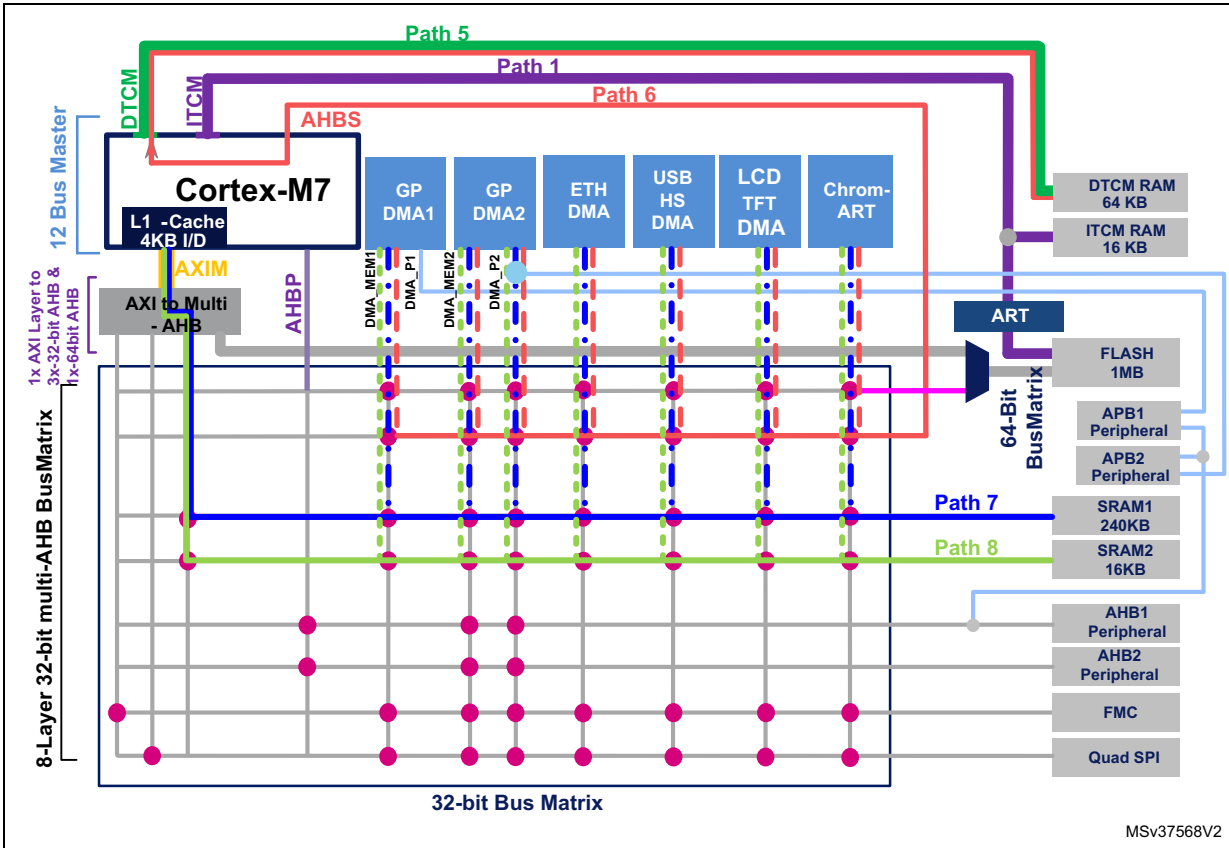 Path 5
Path 1
Path 6
DTCM
ITCM
AHBS
12 Bus Master
Cortex-M7
L1 -Cache
4KB I/D
GP
DMA1
GP
DMA2
ETH
DMA
USB
HS
DMA
LCD
TFT
DMA
Chrom-
ART
DTCM RAM
64 KB
ITCM RAM
16 KB
AXIM
AHBP
DMA_MEM1
DMA_P1
DMA_MEM2
DMA_P2
1x AXI Layer to
3x-32-bit AHB &
1x-64bit AHB
AXI to Multi
- AHB
ART
FLASH
1MB
64-Bit
BusMatrix
APB1
Peripheral
APB2
Peripheral
8-Layer 32-bit multi-AHB BusMatrix
Path 7
SRAM1
240KB
Path 8
SRAM2
16KB
AHB1
Peripheral
AHB2
Peripheral
FMC
Quad SPI
32-bit Bus Matrix
MSv37568V2